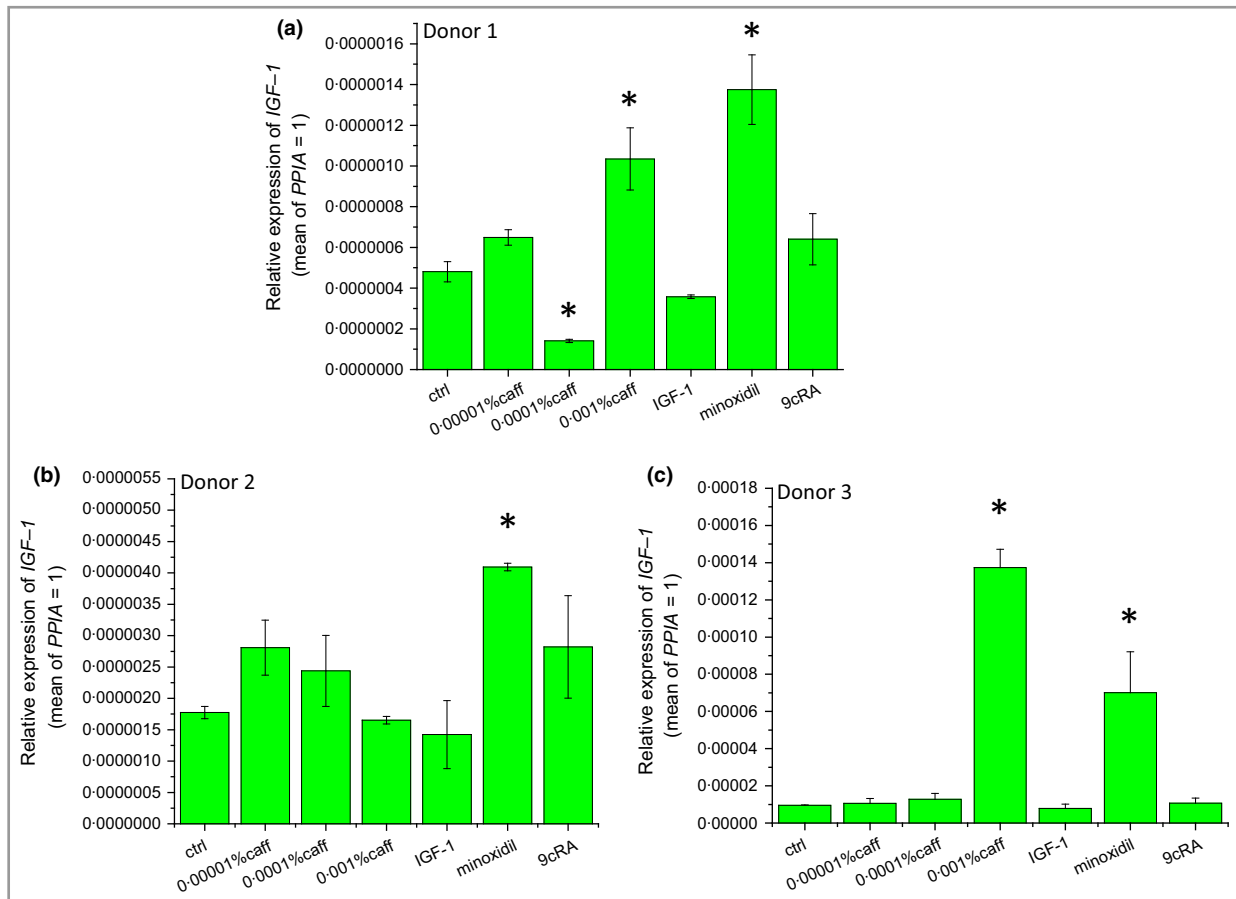 (a) Donor 1
Relative expression of IGF–1
(mean of PPIA = 1)
0·0000016
0·0000014
0·0000012
0·0000010
0·0000008
0·0000006
0·0000004
0·0000002
0·0000000
*
*
*
ctrl
0·00001%caff
0·0001%caff
0·001%caff
IGF-1
minoxidil
9cRA
(b) Donor 2
Relative expression of IGF–1
(mean of PPIA = 1)
0·0000055
0·0000050
0·0000045
0·0000040
0·0000035
0·0000030
0·0000025
0·0000020
0·0000015
0·0000010
0·0000005
0·0000000
*
ctrl
0·00001%caff
0·0001%caff
0·001%caff
IGF-1
minoxidil
9cRA
(c) Donor 3
Relative expression of IGF–1
(mean of PPIA = 1)
0·00018
0·00016
0·00014
0·00012
0·00010
0·00008
0·00006
0·00004
0·00002
0·00000
*
*
ctrl
0·00001%caff
0·0001%caff
0·001%caff
IGF-1
minoxidil
9cRA